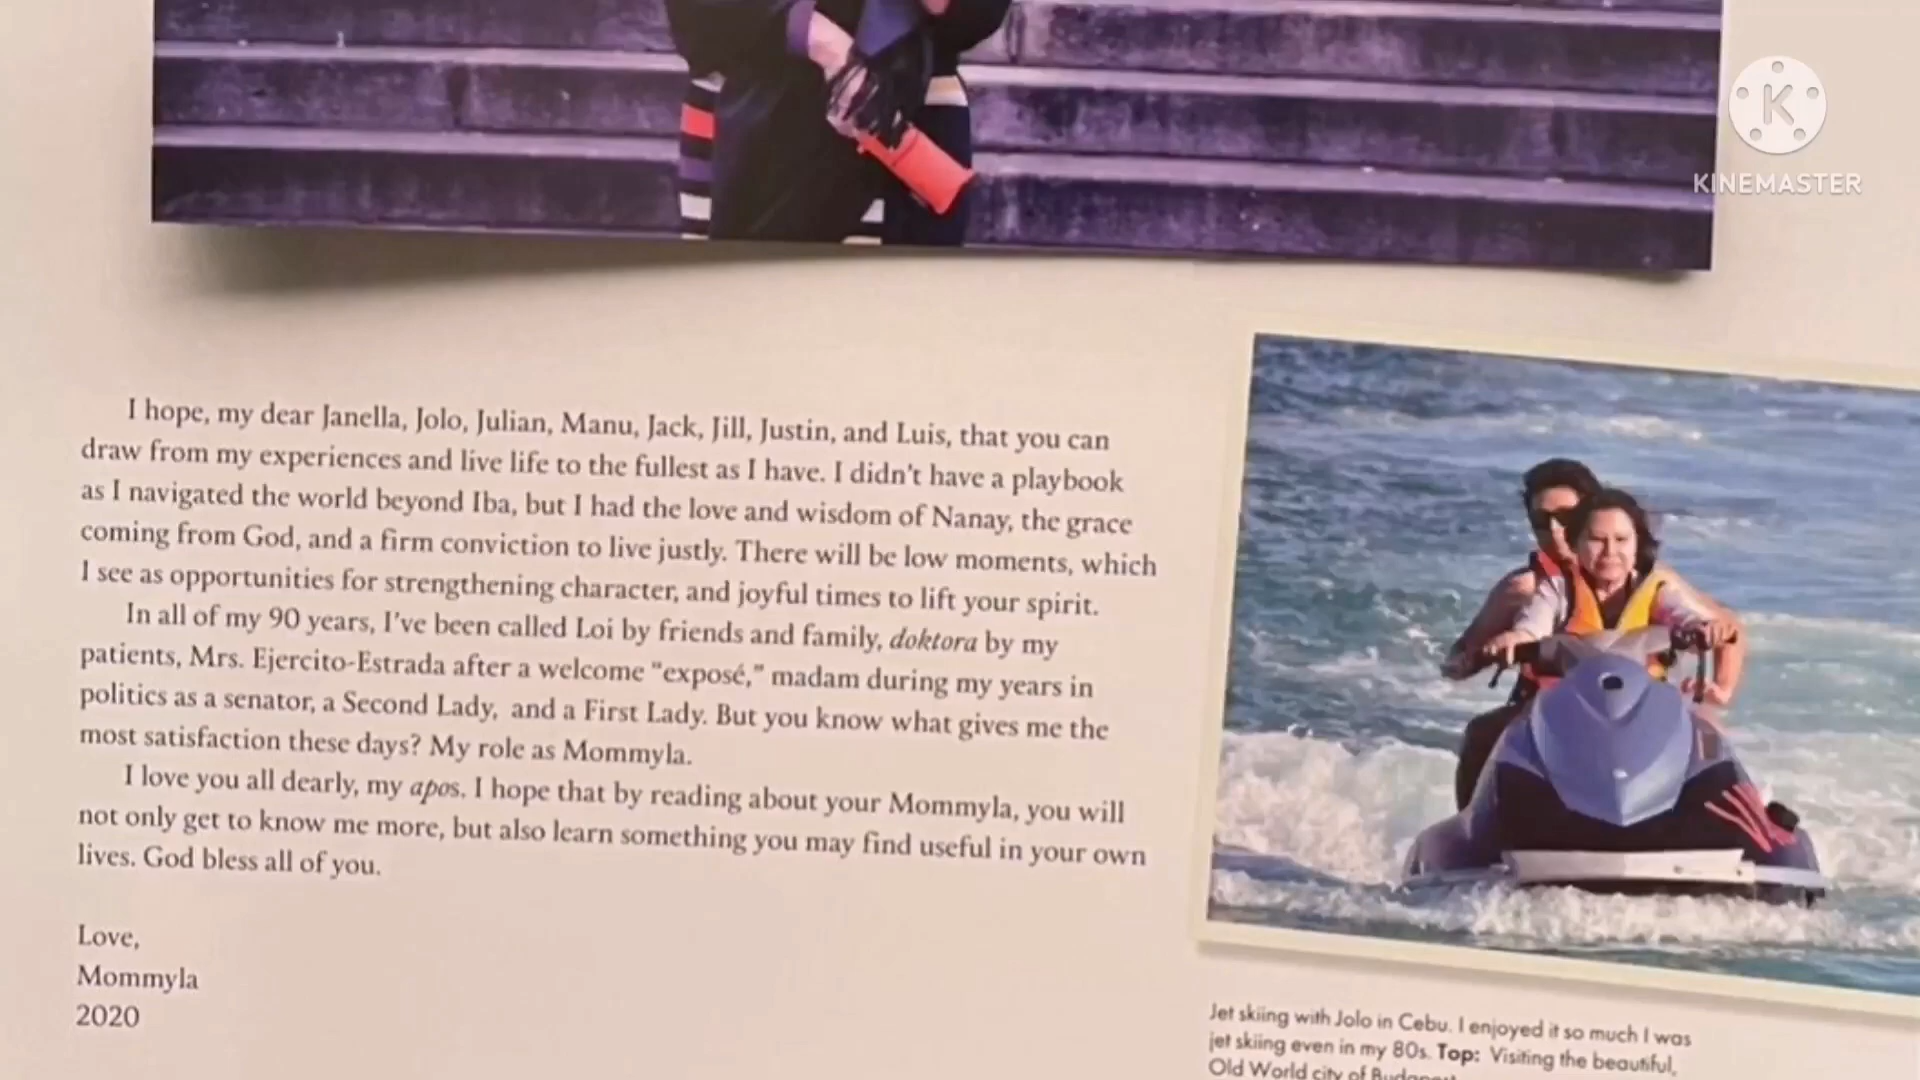 KINEMASTER
I hope, my dear Janella, Jolo, Julian, Manu, Jack, Jill, Justin, and Luis, that you can
draw from my experiences and live life to the fullest as I have. I didn't have a playbook
as I navigated the world beyond Iba, but I had the love and wisdom of Nanay, the grace
coming from God, and a firm conviction to live justly. There will be low moments, which
I see as opportunities for strengthening character, and joyful times to lift your spirit.
In all of my 90 years, I've been called Loi by friends and family, doktora by my
patients, Mrs. Ejercito-Estrada after a welcome "exposé," madam during my years in
politics as a senator, a Second Lady, and a First Lady. But you know what gives me the
most satisfaction these days? My role as Mommyla.
I love you all dearly, my apos. I hope that by reading about your Mommyla, you will
not only get to know me more, but also learn something you may find useful in your own
lives. God bless all of you.
Love,
Mommyla
2020
Jet skiing with Jolo in Cebu. I enjoyed it so much I was
jet skiing even in my 80s. Top: Visiting the beautiful,
Old World city of